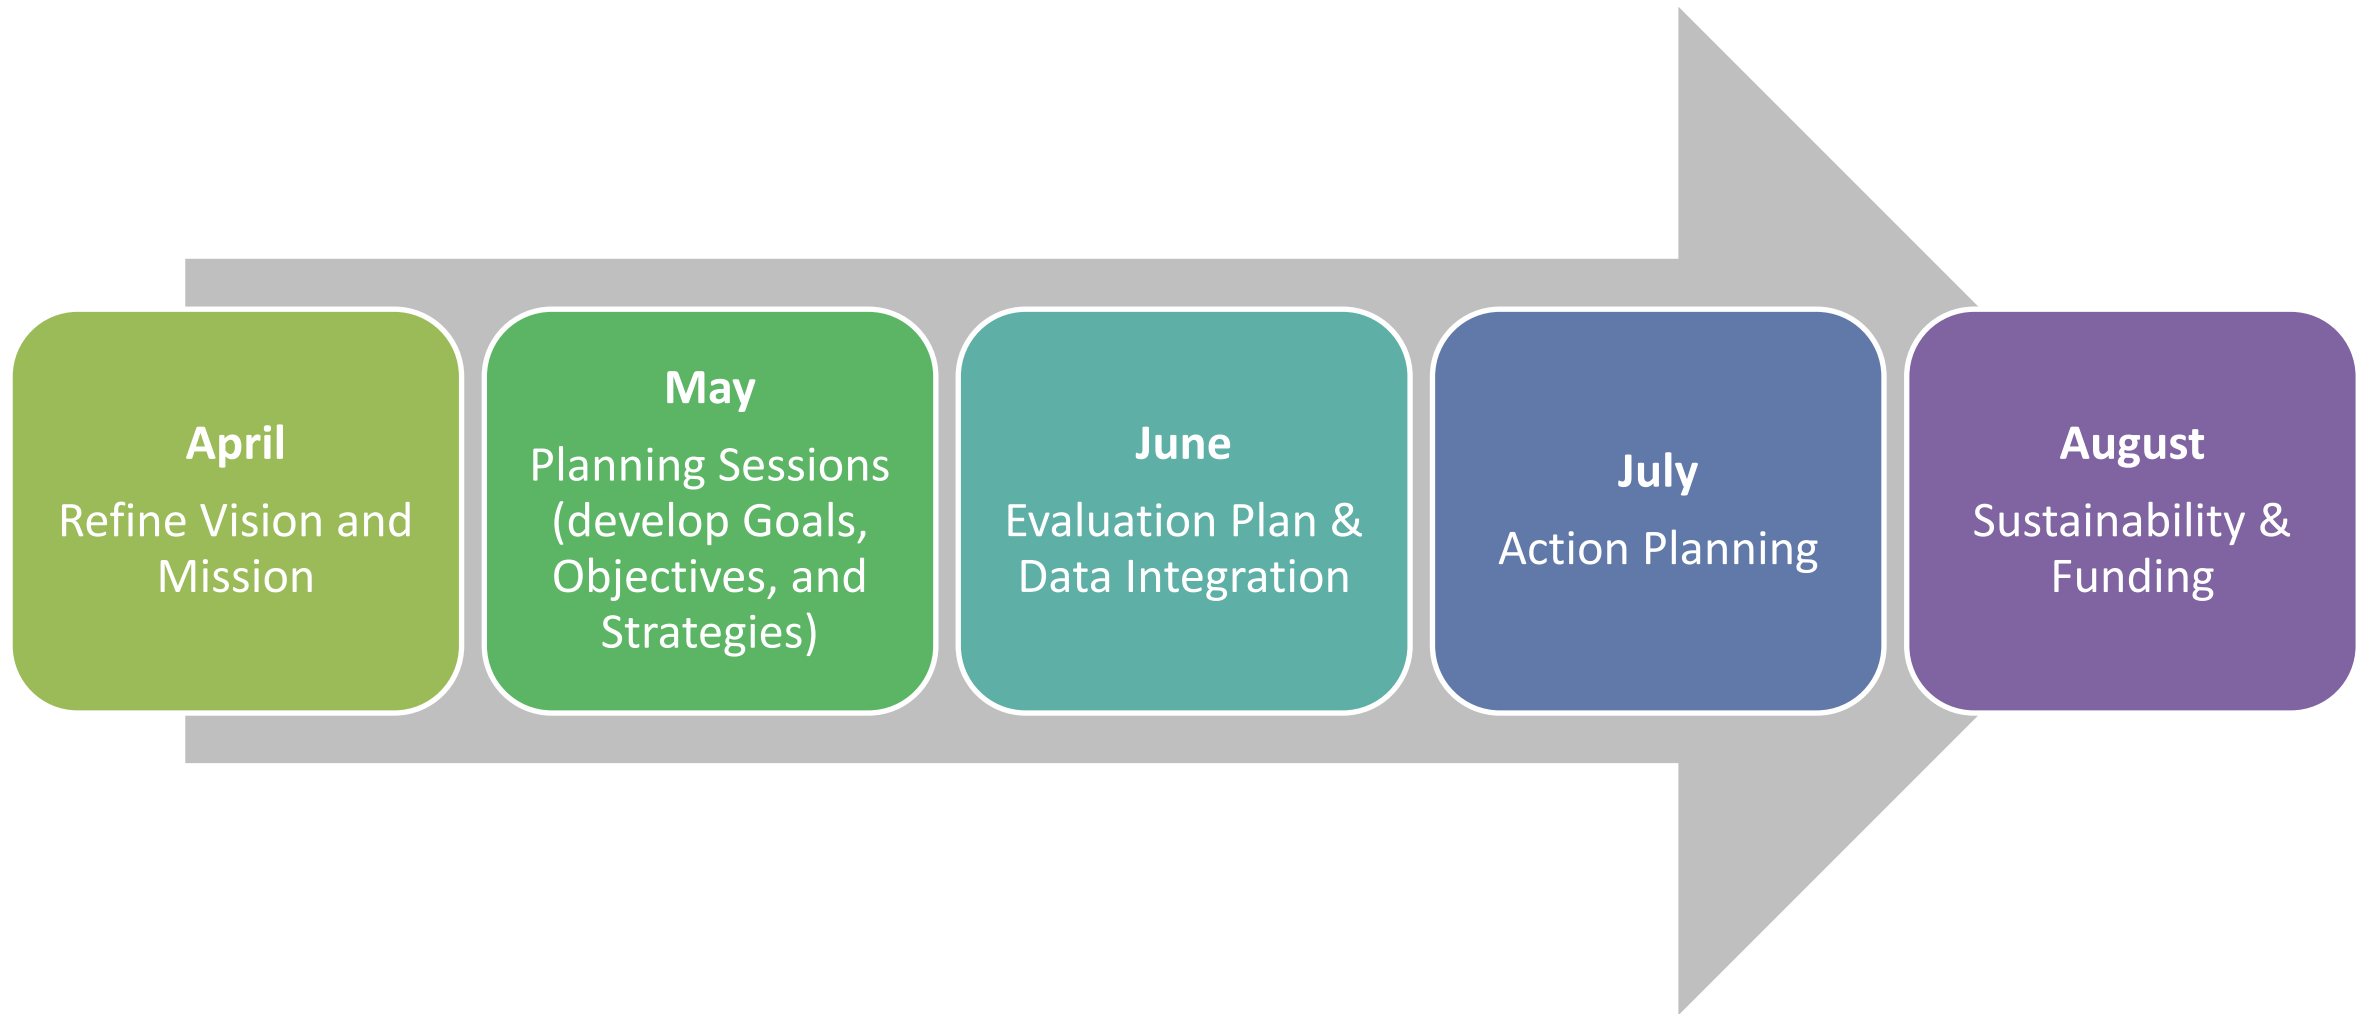 April
Refine Vision and
Mission
May
Planning Sessions
(develop Goals,
Objectives, and
Strategies)
June
Evaluation Plan &
Data Integration
July
Action Planning
August
Sustainability &
Funding